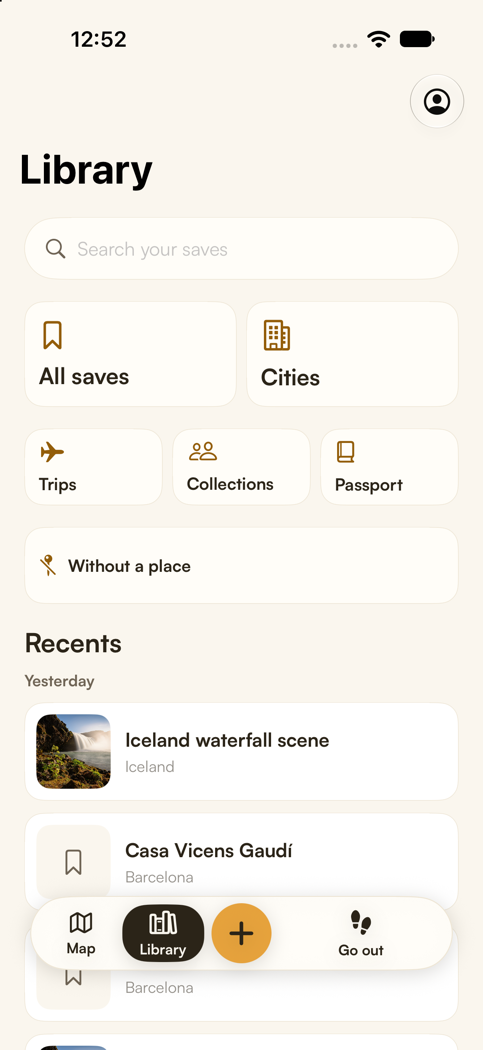 12:52
Library
Search your saves
All saves
Cities
Trips
Collections
Passport
Without a place
Recents
Yesterday
Iceland waterfall scene
Iceland
Casa Vicens Gaudí
Barcelona
Map
Library
Go out
Barcelona